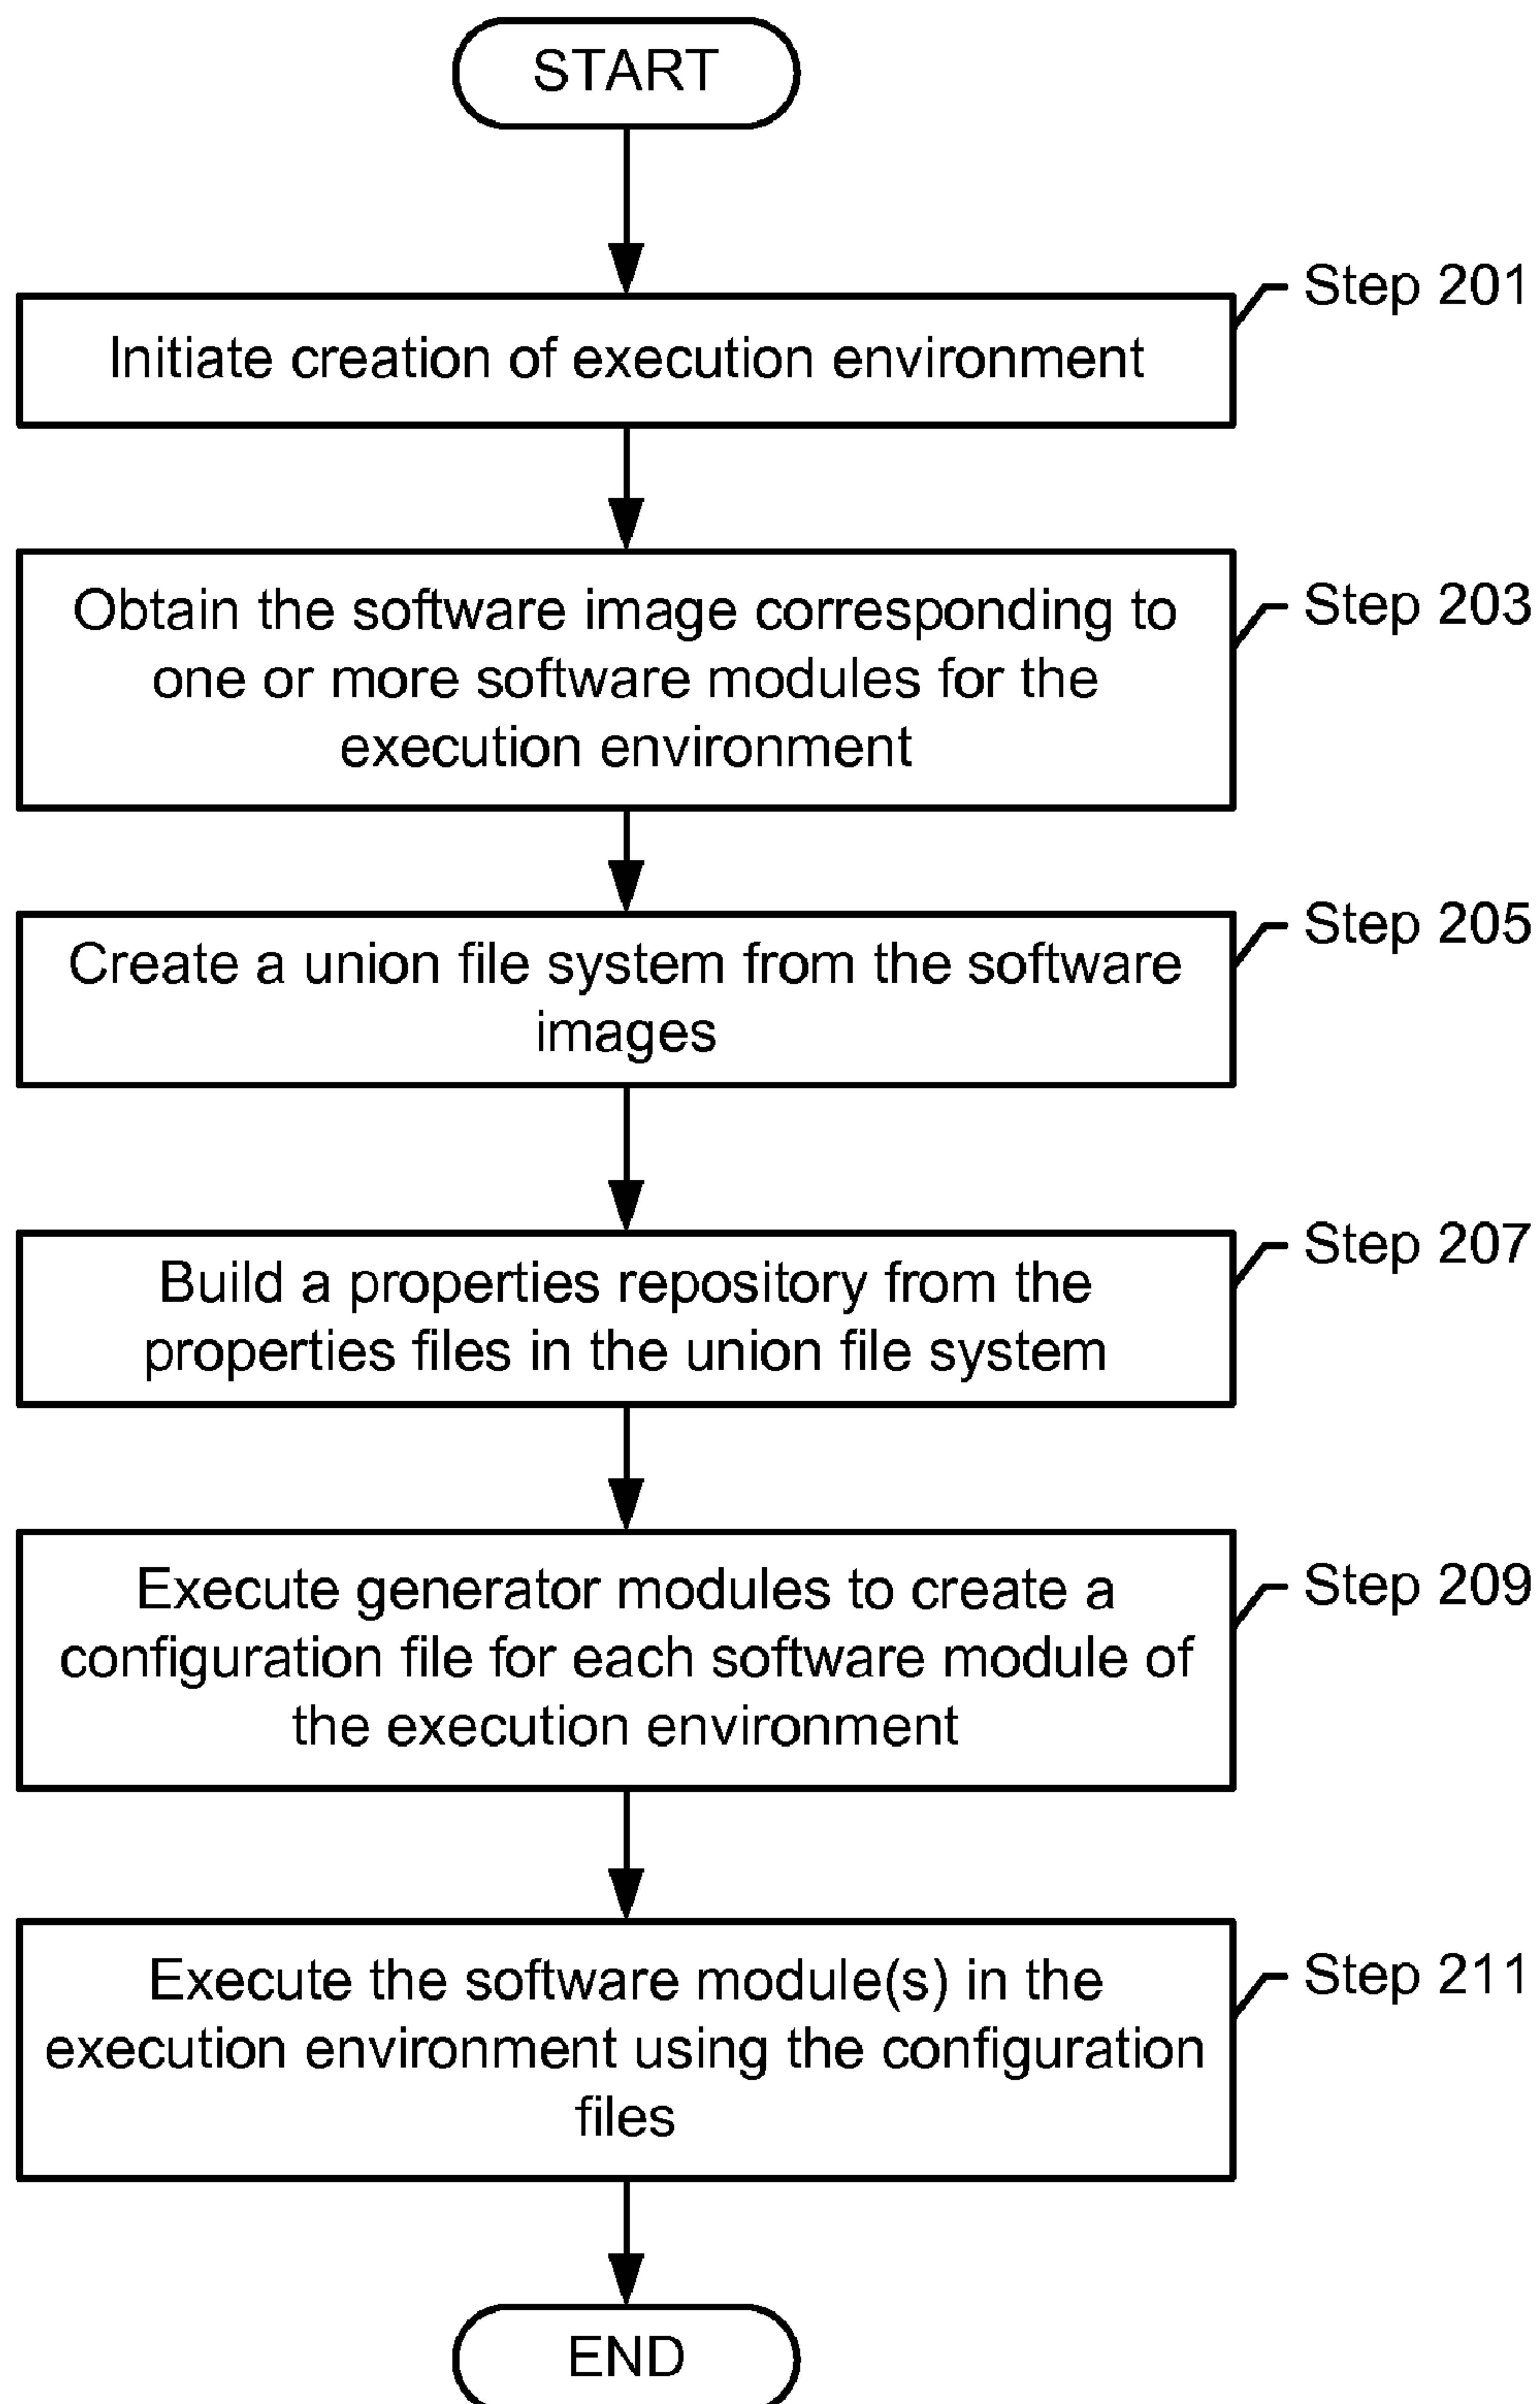 START
Step 201
Initiate creation of execution environment
Step 203
Obtain the software image corresponding to
one or more software modules for the
execution environment
Step 205
Create a union file system from the software
images
Step 207
Build a properties repository from the
properties files in the union file system
Step 209
Execute generator modules to create a
configuration file for each software module of
the execution environment
Step 211
Execute the software module(s) in the
execution environment using the configuration
files
END